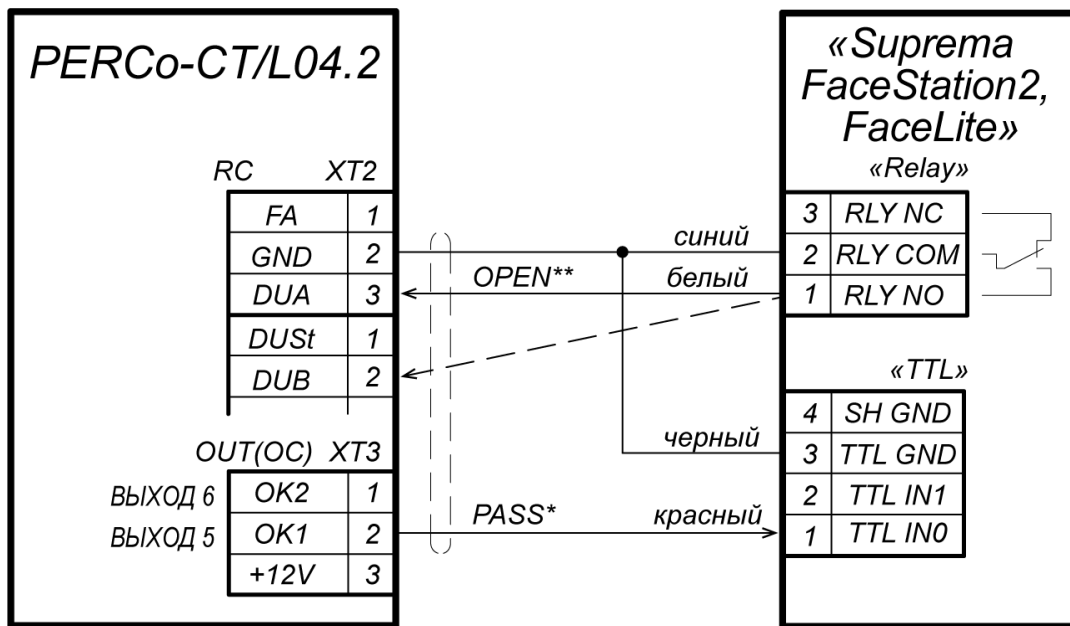 PERCo-CT/L04.2
RC XT2
FA 1
GND 2
DUA 3
DUSt 1
DUB 2
OUT(OC) XT3
ВЫХОД 6 OK2 1
ВЫХОД 5 OK1 2
+12V 3
синий
OPEN** белый
черный
PASS* красный
«Suprema
FaceStation2,
FaceLite»
«Relay»
3 RLY NC
2 RLY COM
1 RLY NO
«TTL»
4 SH GND
3 TTL GND
2 TTL IN1
1 TTL IN0